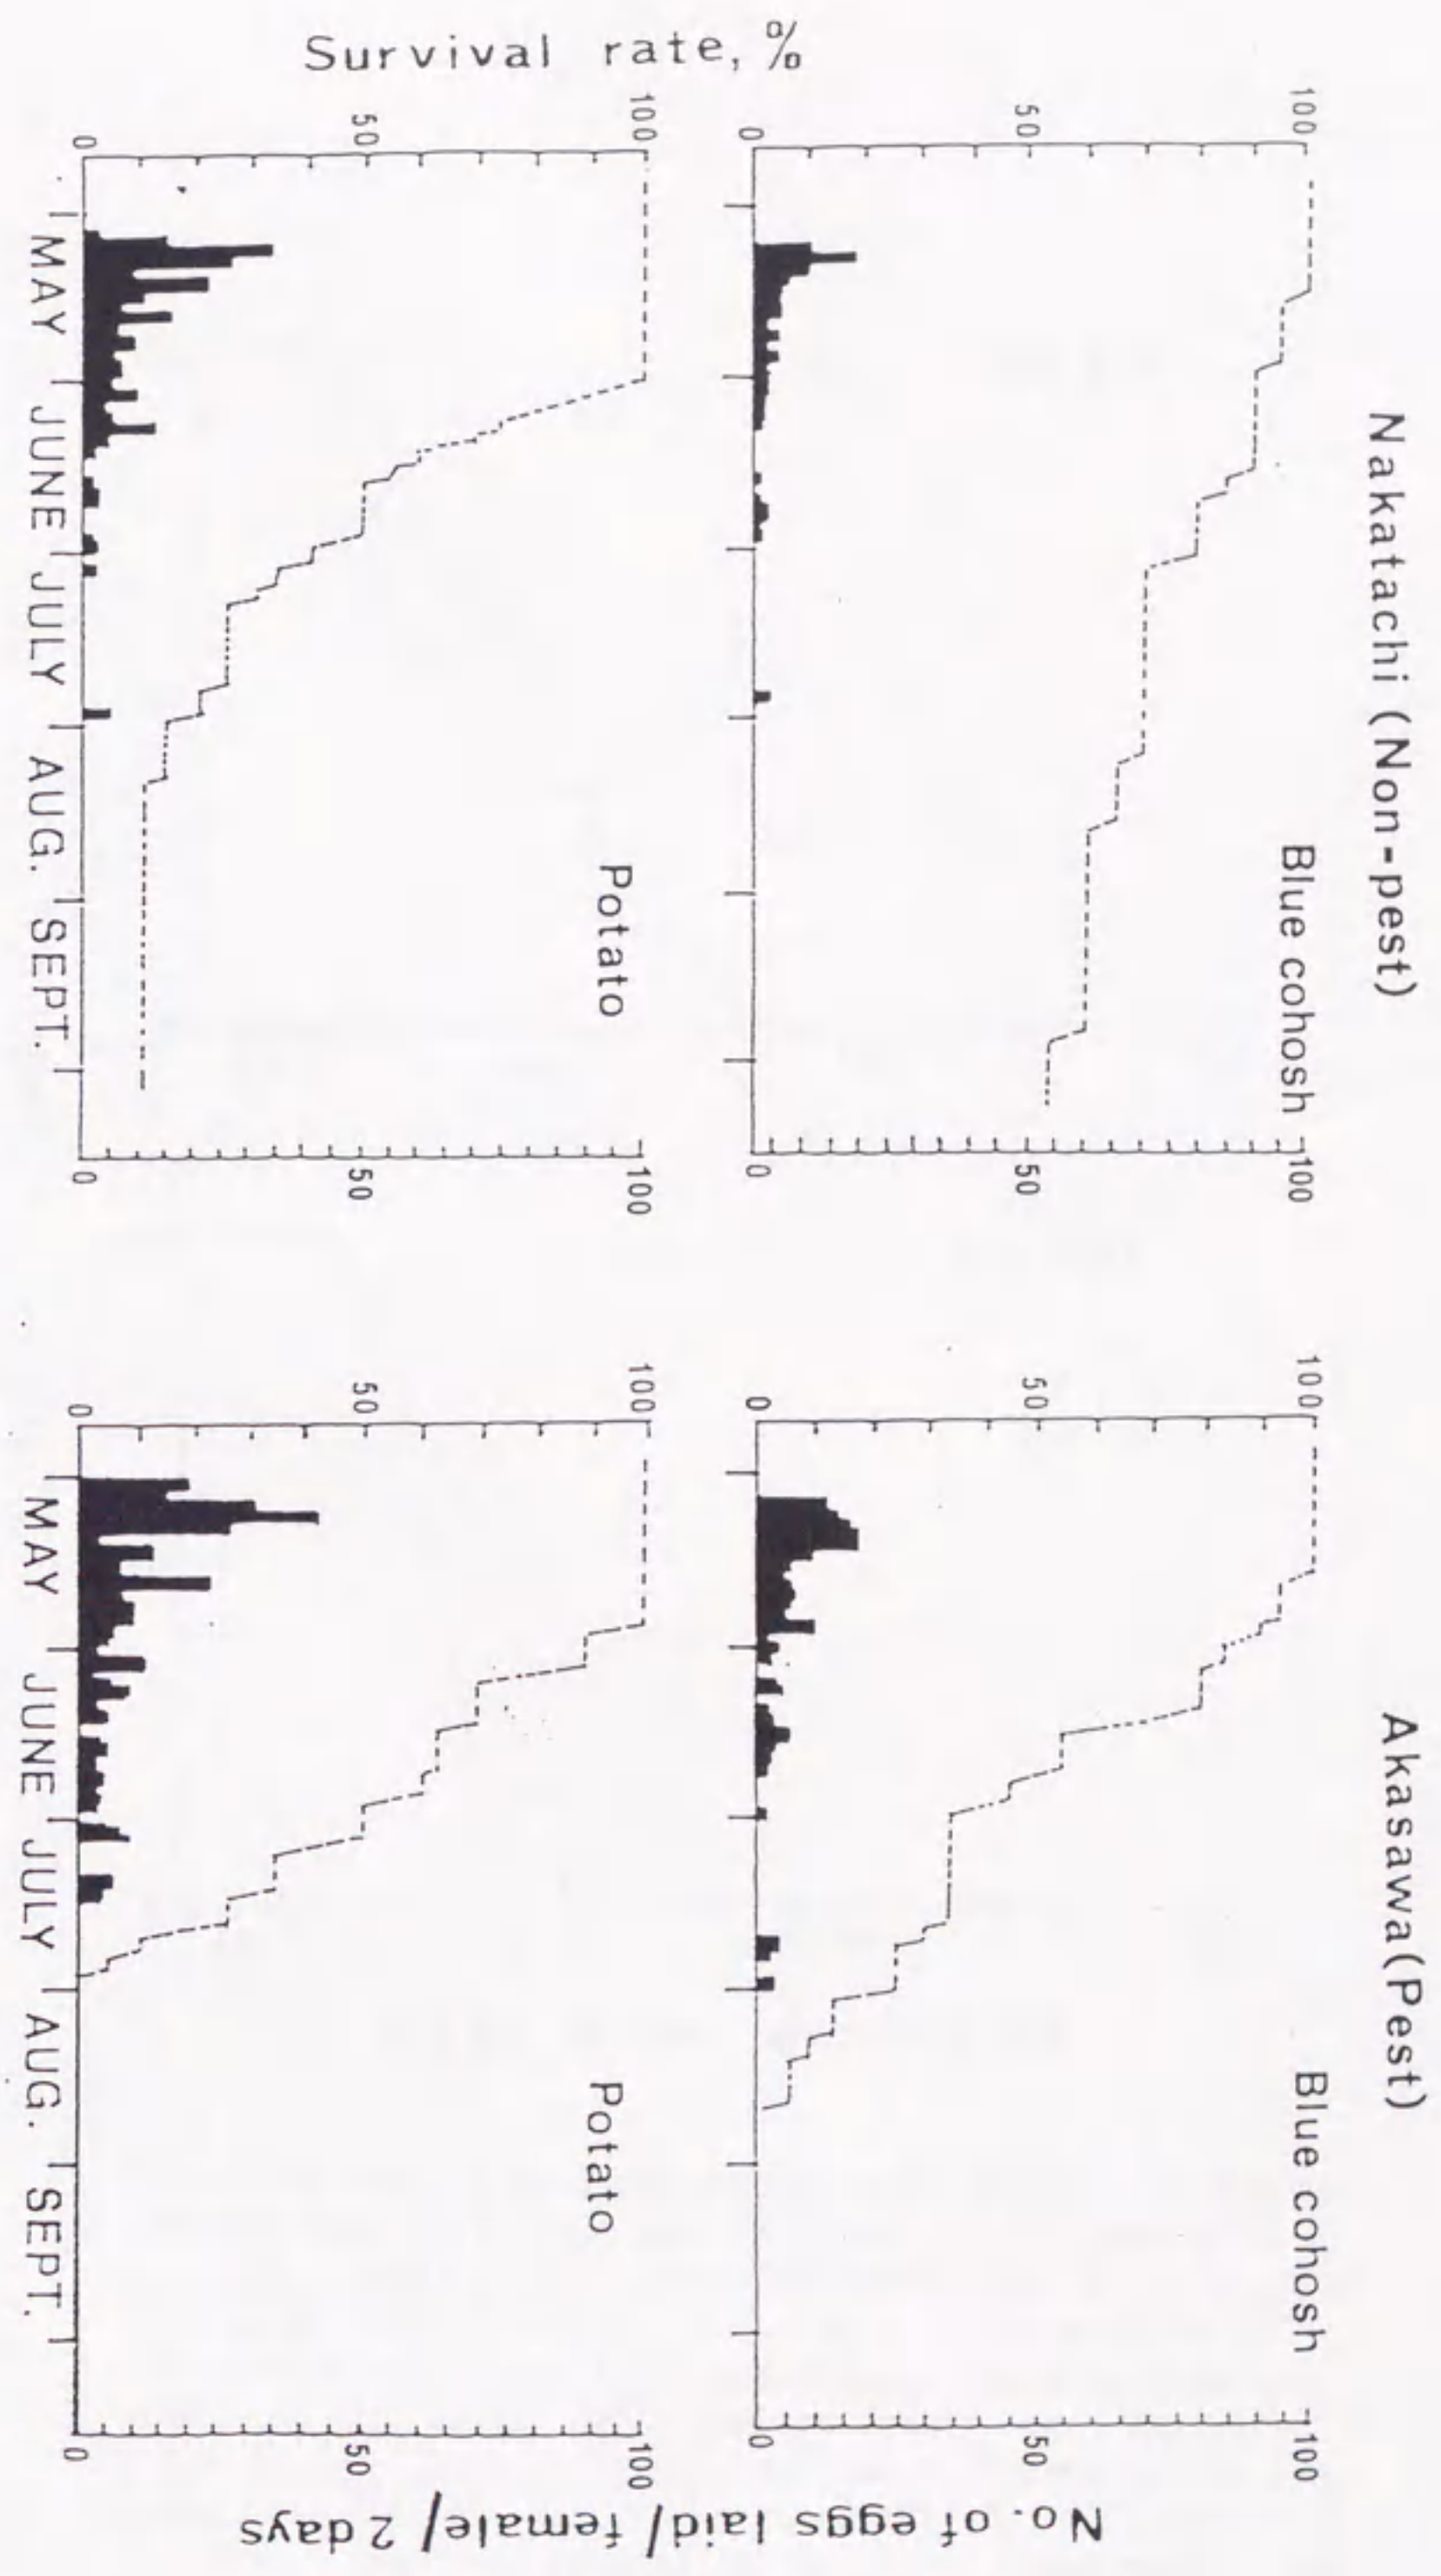 Nakatachi (Non-pest)
Akasawa (Pest)
Survival rate, %
100
50
0
Blue cohosh
100
50
0
100
50
0
Blue cohosh
100
50
0
100
50
0
Potato
100
50
0
100
50
0
Potato
100
50
0
MAY JUNE JULY AUG. SEPT.
MAY JUNE JULY AUG. SEPT.
No. of eggs laid/female/2 days